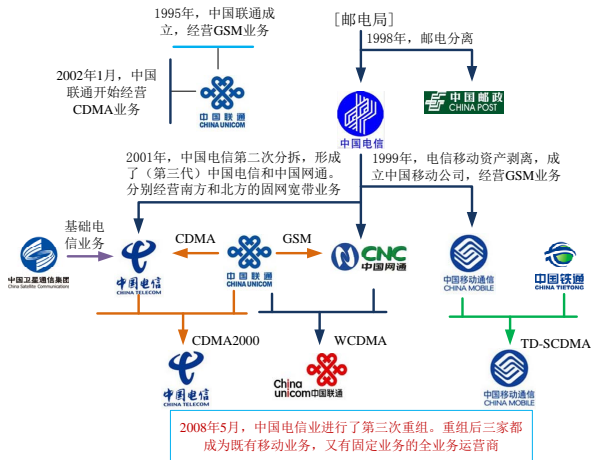 1995年，中国联通成
立，经营GSM业务
[邮电局]
1998年，邮电分离
2002年1月，中国
联通开始经营
CDMA业务
中国联通
CHINA UNICOM
中国邮政
CHINA POST
中国电信
2001年，中国电信第二次分拆，形成
了（第三代）中国电信和中国网通。
分别经营南方和北方的固网宽带业务
1999年，电信移动资产剥离，成
立中国移动公司，经营GSM业务
基础电
信业务
CDMA
GSM
中国卫星通信集团
China Satellite Communications
中国电信
CHINA TELECOM
中国联通
CHINA UNICOM
CNC
中国网通
中国移动通信
CHINA MOBILE
中国铁通
CHINA TIETONG
CDMA2000
WCDMA
TD-SCDMA
中国电信
CHINA TELECOM
China
unicom中国联通
中国移动通信
CHINA MOBILE
2008年5月，中国电信业进行了第三次重组。重组后三家都
成为既有移动业务，又有固定业务的全业务运营商